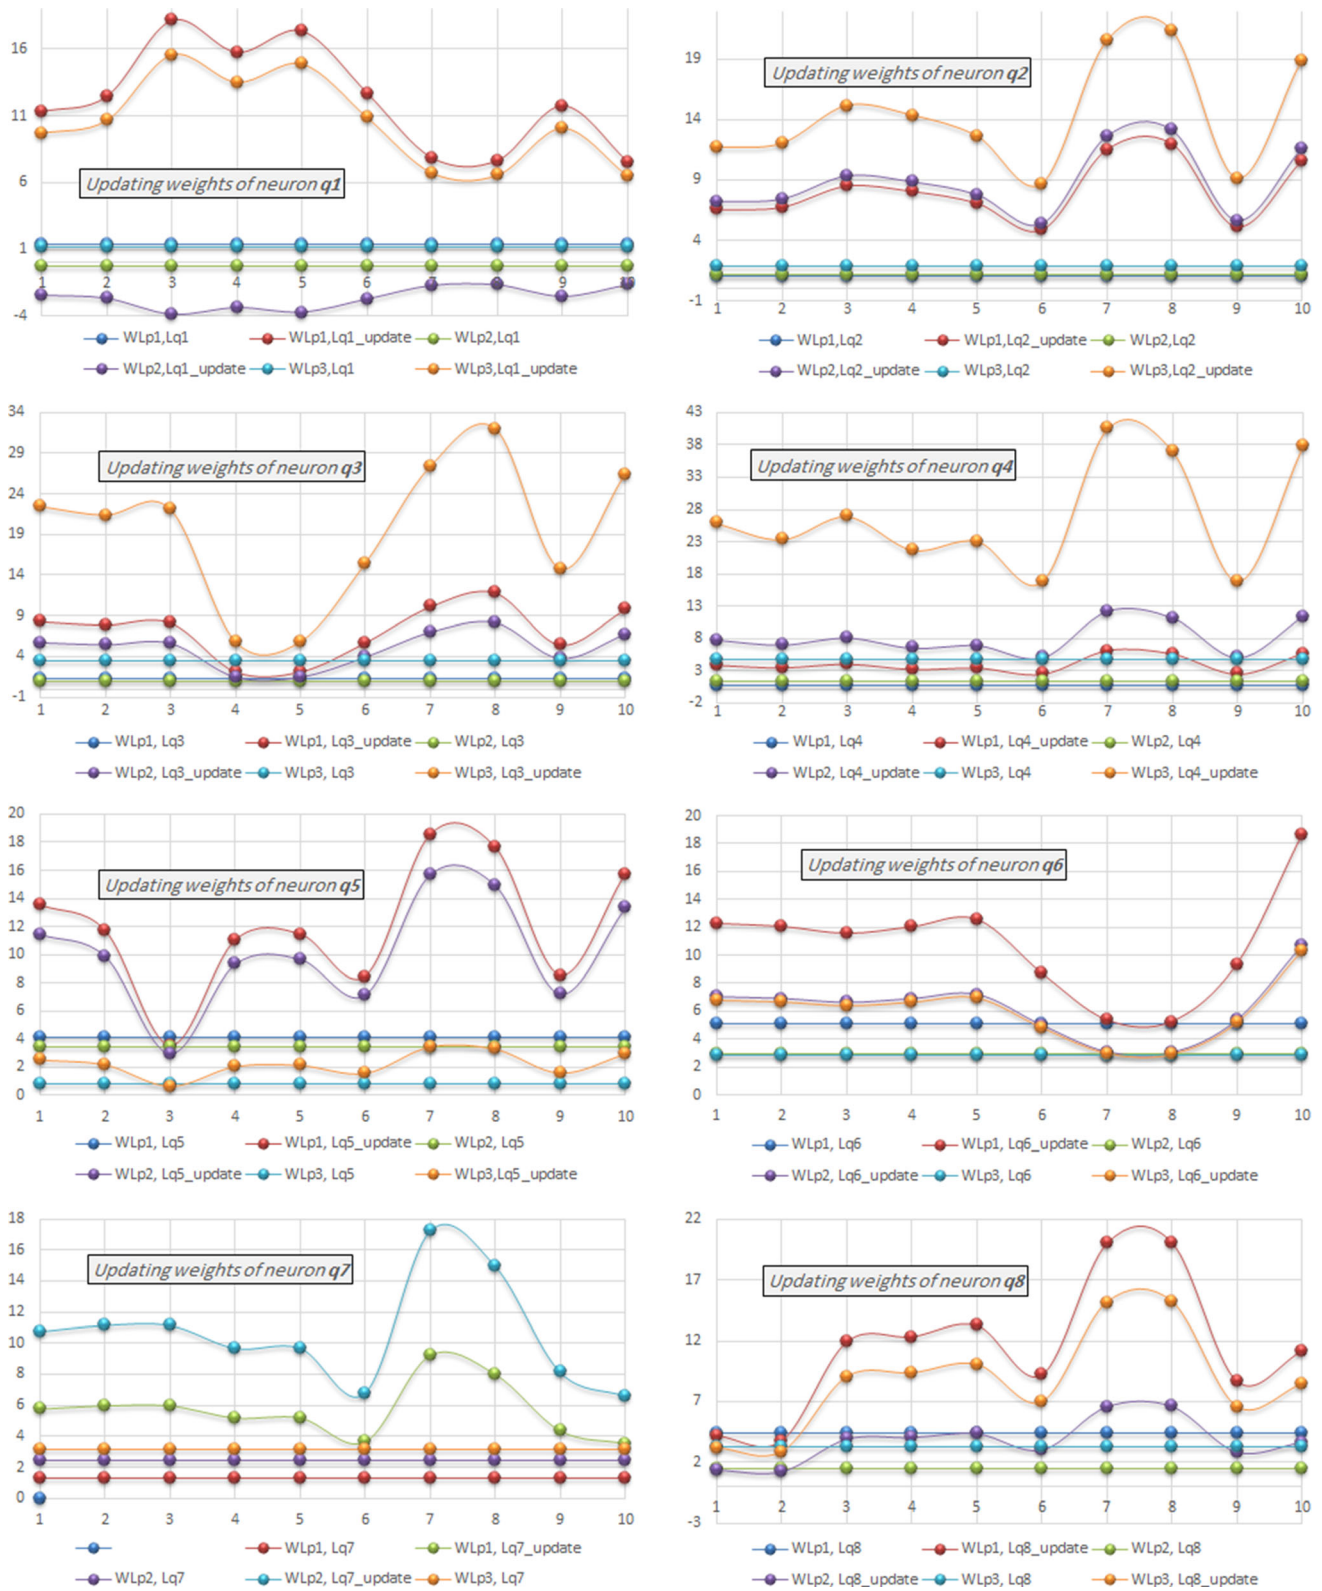 16
11
6
1
-4
Updating weights of neuron q1
1 2 3 4 5 6 7 8 9 10
WLp1,Lq1 WLp1,Lq1_update WLp2,Lq1
WLp2,Lq1_update WLp3,Lq1 WLp3,Lq1_update
19
14
9
4
-1
Updating weights of neuron q2
1 2 3 4 5 6 7 8 9 10
WLp1,Lq2 WLp1,Lq2_update WLp2,Lq2
WLp2,Lq2_update WLp3,Lq2 WLp3,Lq2_update
34
29
24
19
14
9
4
-1
Updating weights of neuron q3
1 2 3 4 5 6 7 8 9 10
WLp1, Lq3 WLp1, Lq3_update WLp2, Lq3
WLp2, Lq3_update WLp3, Lq3 WLp3, Lq3_update
43
38
33
28
23
18
13
8
3
-2
Updating weights of neuron q4
1 2 3 4 5 6 7 8 9 10
WLp1, Lq4 WLp1, Lq4_update WLp2, Lq4
WLp2, Lq4_update WLp3, Lq4 WLp3, Lq4_update
20
18
16
14
12
10
8
6
4
2
0
Updating weights of neuron q5
1 2 3 4 5 6 7 8 9 10
WLp1, Lq5 WLp1, Lq5_update WLp2, Lq5
WLp2, Lq5_update WLp3, Lq5 WLp3,Lq5_update
20
18
16
14
12
10
8
6
4
2
0
Updating weights of neuron q6
1 2 3 4 5 6 7 8 9 10
WLp1, Lq6 WLp1, Lq6_update WLp2, Lq6
WLp2, Lq6_update WLp3, Lq6 WLp3, Lq6_update
18
16
14
12
10
8
6
4
2
0
Updating weights of neuron q7
1 2 3 4 5 6 7 8 9 10
WLp1, Lq7 WLp1, Lq7_update
WLp2, Lq7 WLp2, Lq7_update WLp3, Lq7
22
17
12
7
2
-3
Updating weights of neuron q8
1 2 3 4 5 6 7 8 9 10
WLp1, Lq8 WLp1, Lq8_update WLp2, Lq8
WLp2, Lq8_update WLp3, Lq8 WLp3, Lq8_update